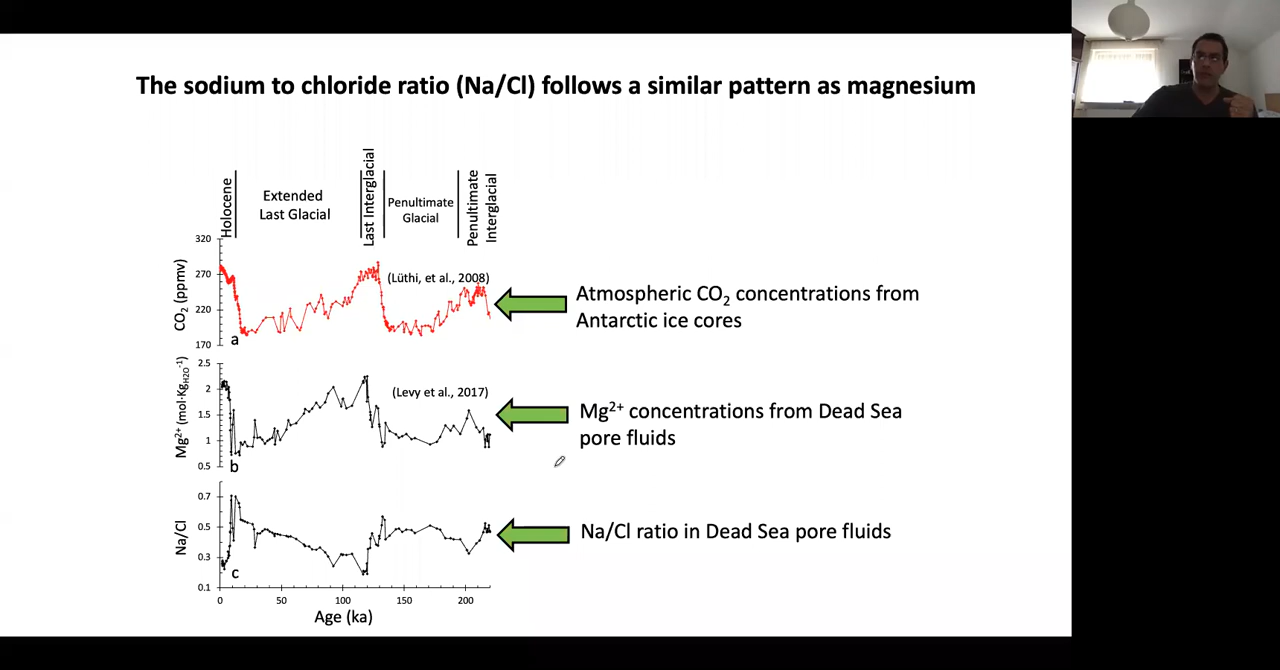 The sodium to chloride ratio (Na/Cl) follows a similar pattern as magnesium
Holocene
Extended
Last Glacial
Last Interglacial
Penultimate
Glacial
Penultimate
Interglacial
320
270
220
170
CO2 (ppmv)
(Lüthi, et al., 2008)
a
Atmospheric CO2 concentrations from
Antarctic ice cores
2.5
2
1.5
1
0.5
Mg2+ (mol·KgH2O-1)
(Levy et al., 2017)
b
Mg2+ concentrations from Dead Sea
pore fluids
0.7
0.5
0.3
0.1
Na/Cl
c
Na/Cl ratio in Dead Sea pore fluids
0 50 100 150 200
Age (ka)